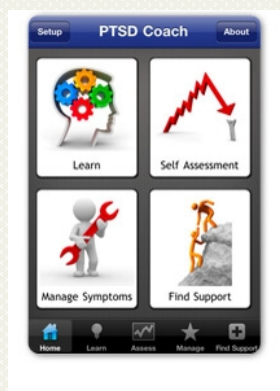 Setup PTSD Coach About
Learn Self Assessment
Manage Symptoms Find Support
Home Learn Assess Manage Find Support